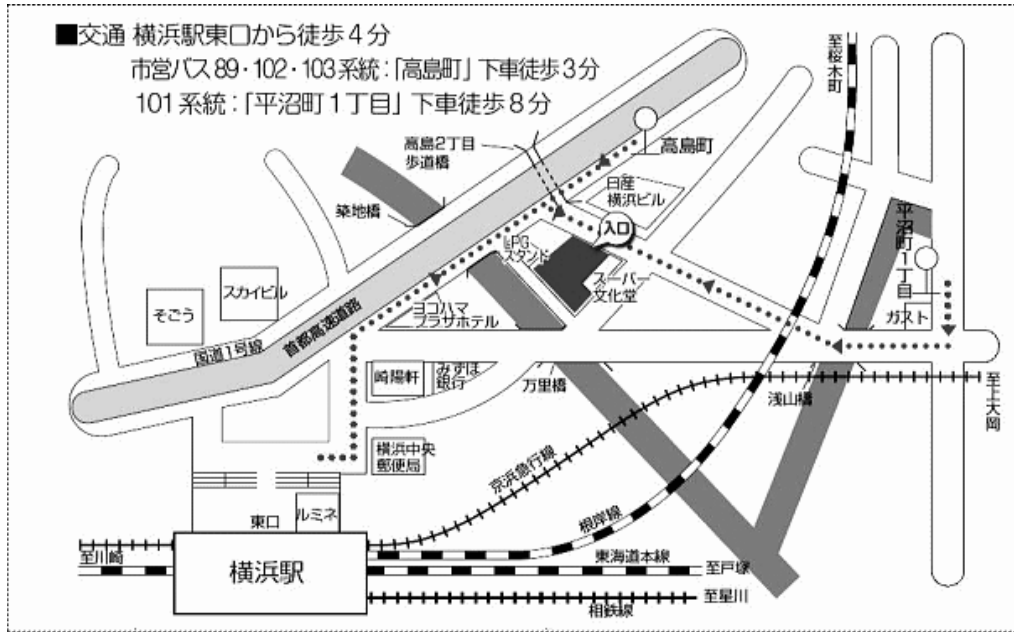 ■交通 横浜駅東口から徒歩4分
市営バス89・102・103系統:「高島町」下車徒歩3分
101系統:「平沼町1丁目」下車徒歩8分
至桜木町
高島2丁目
歩道橋
高島町
日産
横浜ビル
築地橋
入口
平沼町1丁目
LPG
スタンド
スカイビル
スーパー
文化堂
そごう
ヨコハマ
プラザホテル
ガスト
国道1号線
首都高速道路
崎陽軒
みずほ
銀行
万里橋
浅山橋
至上大岡
横浜中央
郵便局
京浜急行線
東口
ルミネ
根岸線
至川崎
横浜駅
東海道本線
至戸塚
相鉄線
至星川